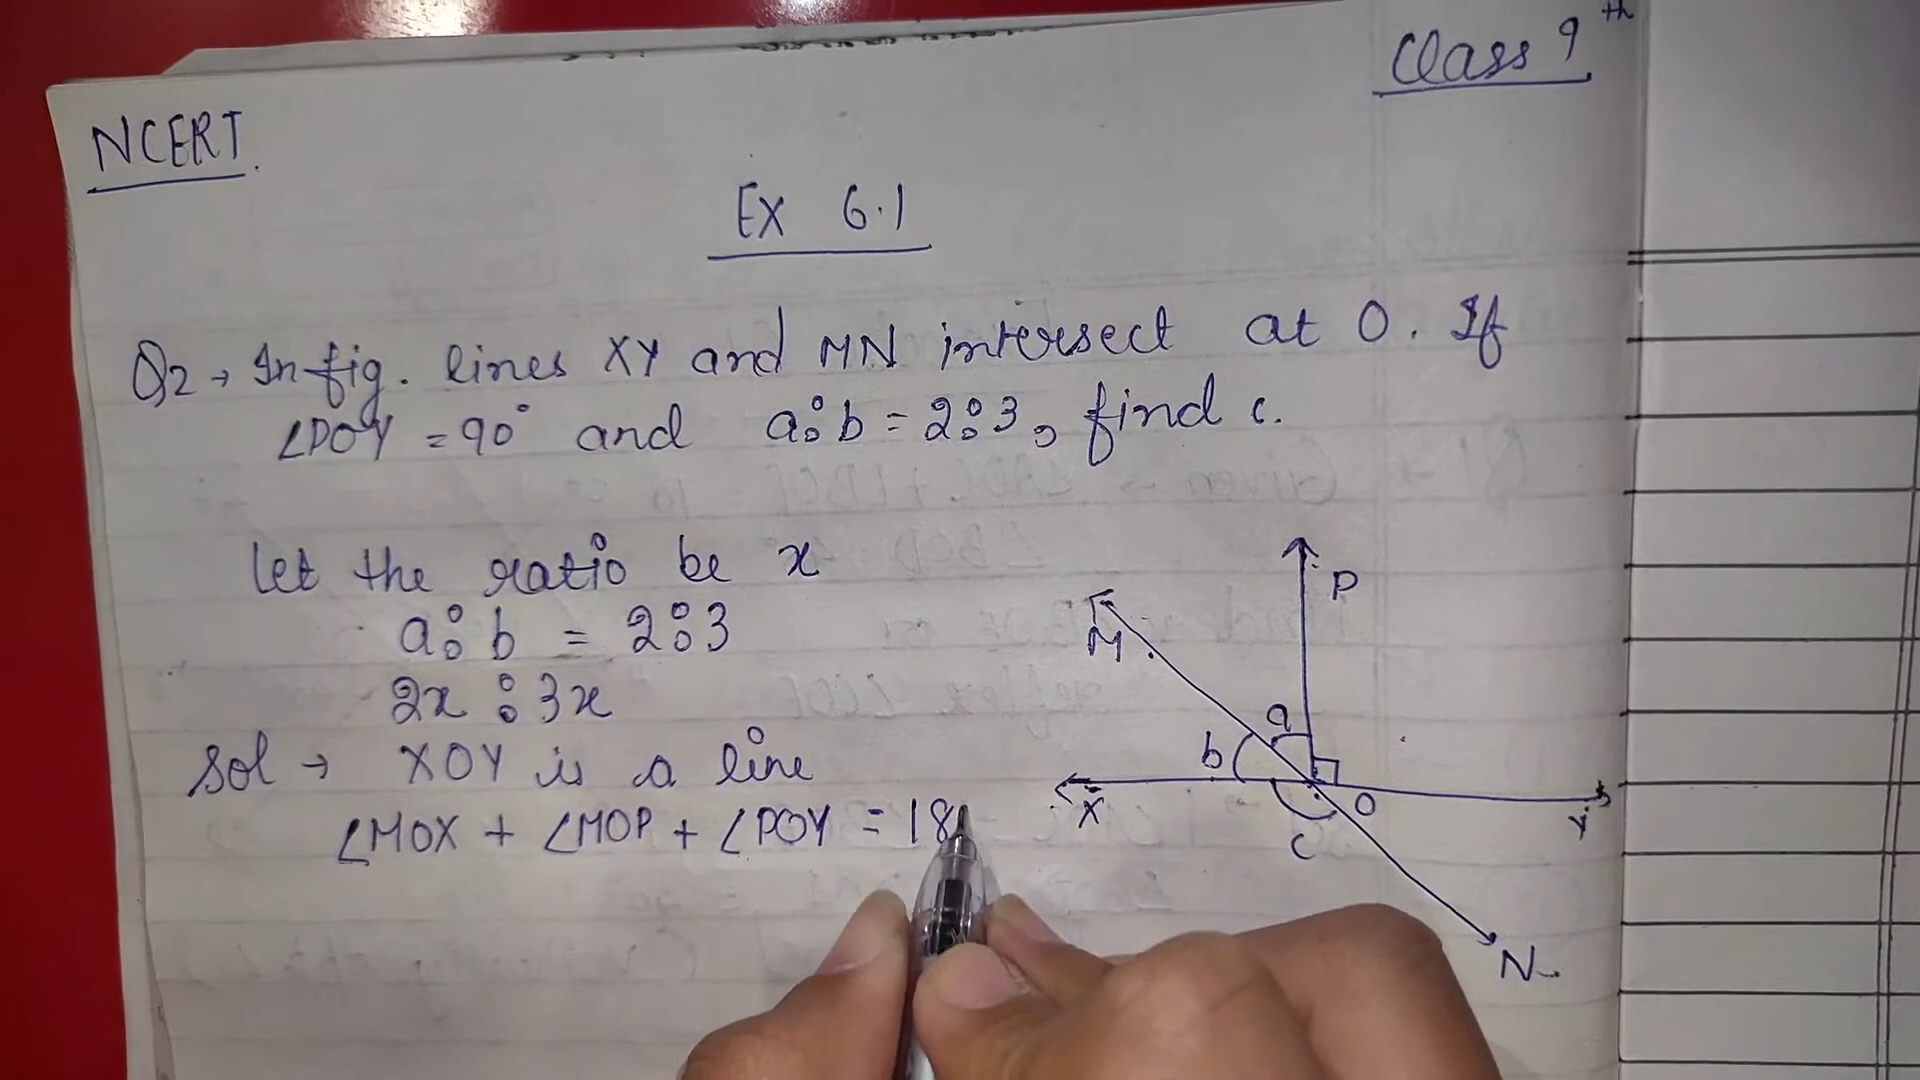 Class 9th
NCERT.
Ex 6.1
Q2→ In fig. lines XY and MN intersect at O. If
∠POY = 90° and a:b = 2:3, find c.
let the ratio be x
a:b = 2:3
2x : 3x
Sol → XOY is a line
∠MOX + ∠MOP + ∠POY = 18
P
M
a
b
X
O
Y
C
N